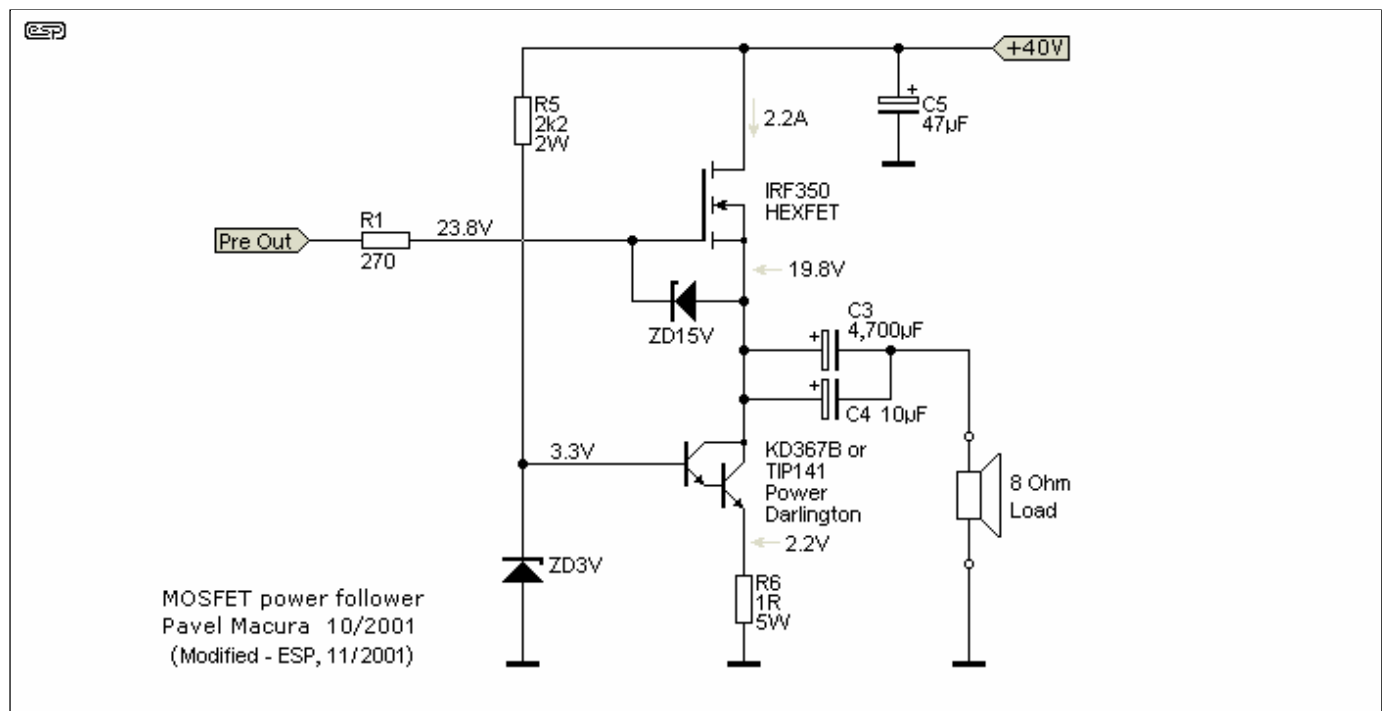 esp
+40V
R5
2k2
2W
C5
47µF
2.2A
IRF350
HEXFET
R1
270
Pre Out
23.8V
19.8V
ZD15V
C3
4,700µF
C4 10µF
3.3V
KD367B or
TIP141
Power
Darlington
8 Ohm
Load
2.2V
ZD3V
R6
1R
5W
MOSFET power follower
Pavel Macura 10/2001
(Modified - ESP, 11/2001)